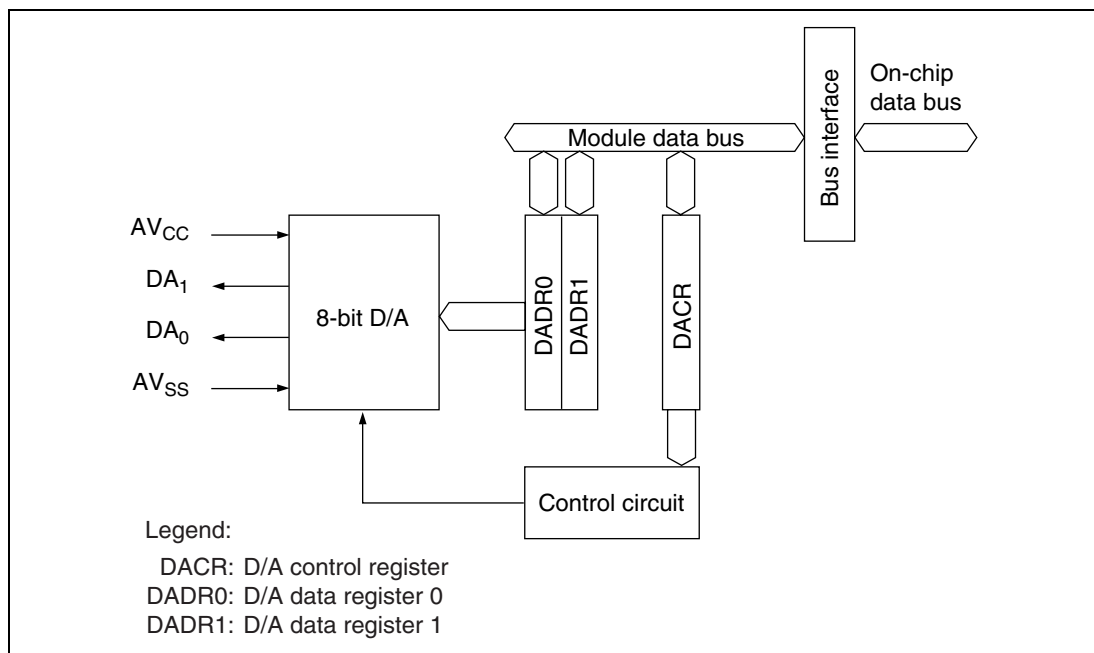 On-chip
data bus
Bus interface
Module data bus
AVCC
DA1
DA0
AVSS
8-bit D/A
DADR0
DADR1
DACR
Control circuit
Legend:
DACR: D/A control register
DADR0: D/A data register 0
DADR1: D/A data register 1